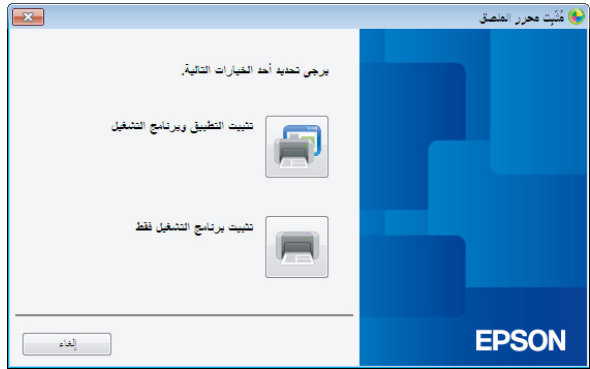 مُثبِت محرر الملصق
يرجى تحديد أحد الخيارات التالية.
تثبيت التطبيق وبرنامج التشغيل
تثبيت برنامج التشغيل فقط
إلغاء
EPSON